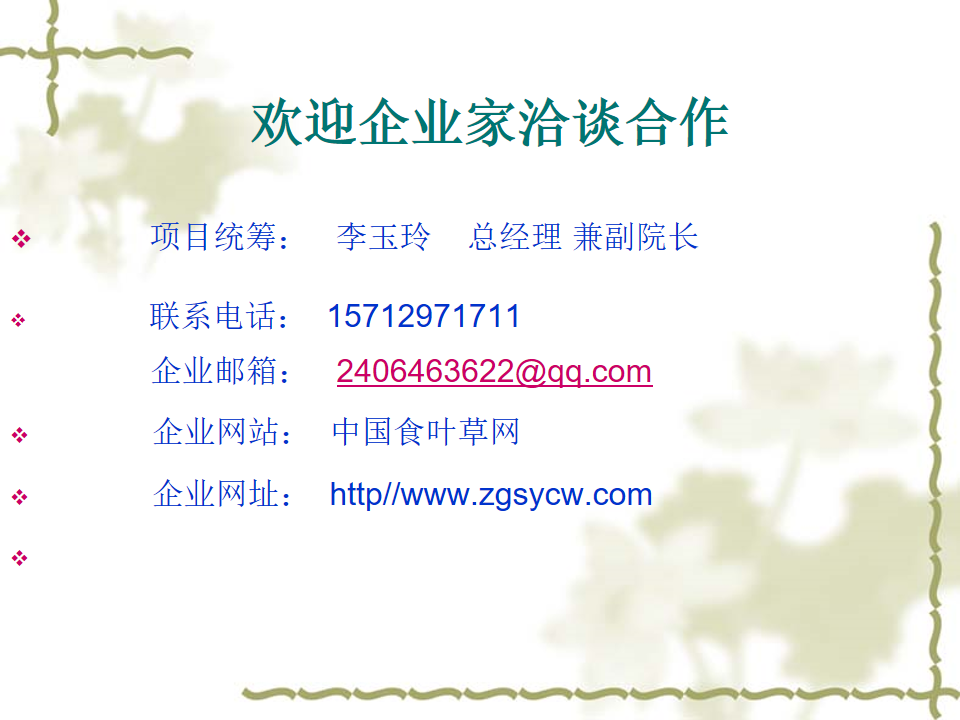 欢迎企业家洽谈合作
项目统筹： 李玉玲 总经理 兼副院长
联系电话： 15712971711
企业邮箱： 2406463622@qq.com
企业网站： 中国食叶草网
企业网址： http//www.zgsycw.com